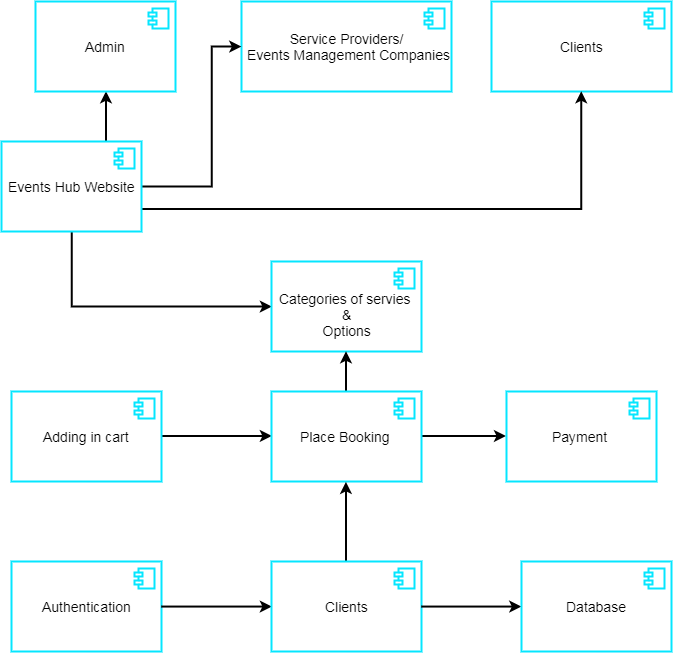 Admin
Service Providers/
Events Management Companies
Clients
Events Hub Website
Categories of servies
&
Options
Adding in cart
Place Booking
Payment
Authentication
Clients
Database